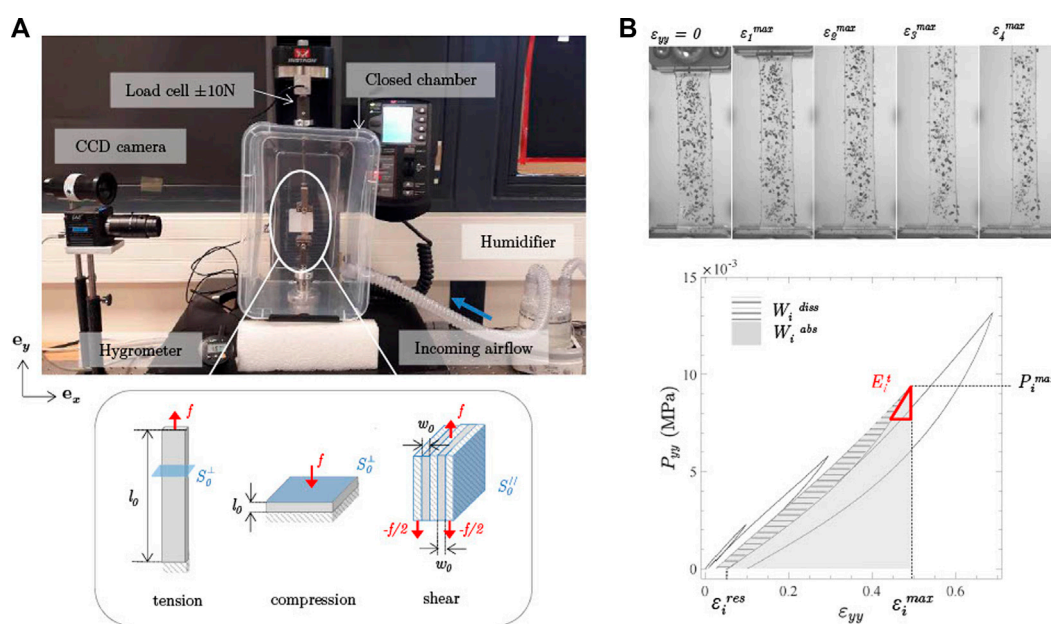 A
INSTRON
Load cell ±10N
Closed chamber
CCD camera
Humidifier
Hygrometer
Incoming airflow
e_y
e_x
f
w_0
f
S_0^⊥
l_0
f
S_0^⊥
l_0
S_0^//
-f/2
-f/2
w_0
tension
compression
shear
B
ε_yy = 0
ε_1^max
ε_2^max
ε_3^max
ε_4^max
×10⁻³
15
10
5
0
P_yy (MPa)
W_i^diss
W_i^abs
E_i^t
P_i^ma
0
0.2
0.4
0.6
ε_i^res
ε_yy
ε_i^max